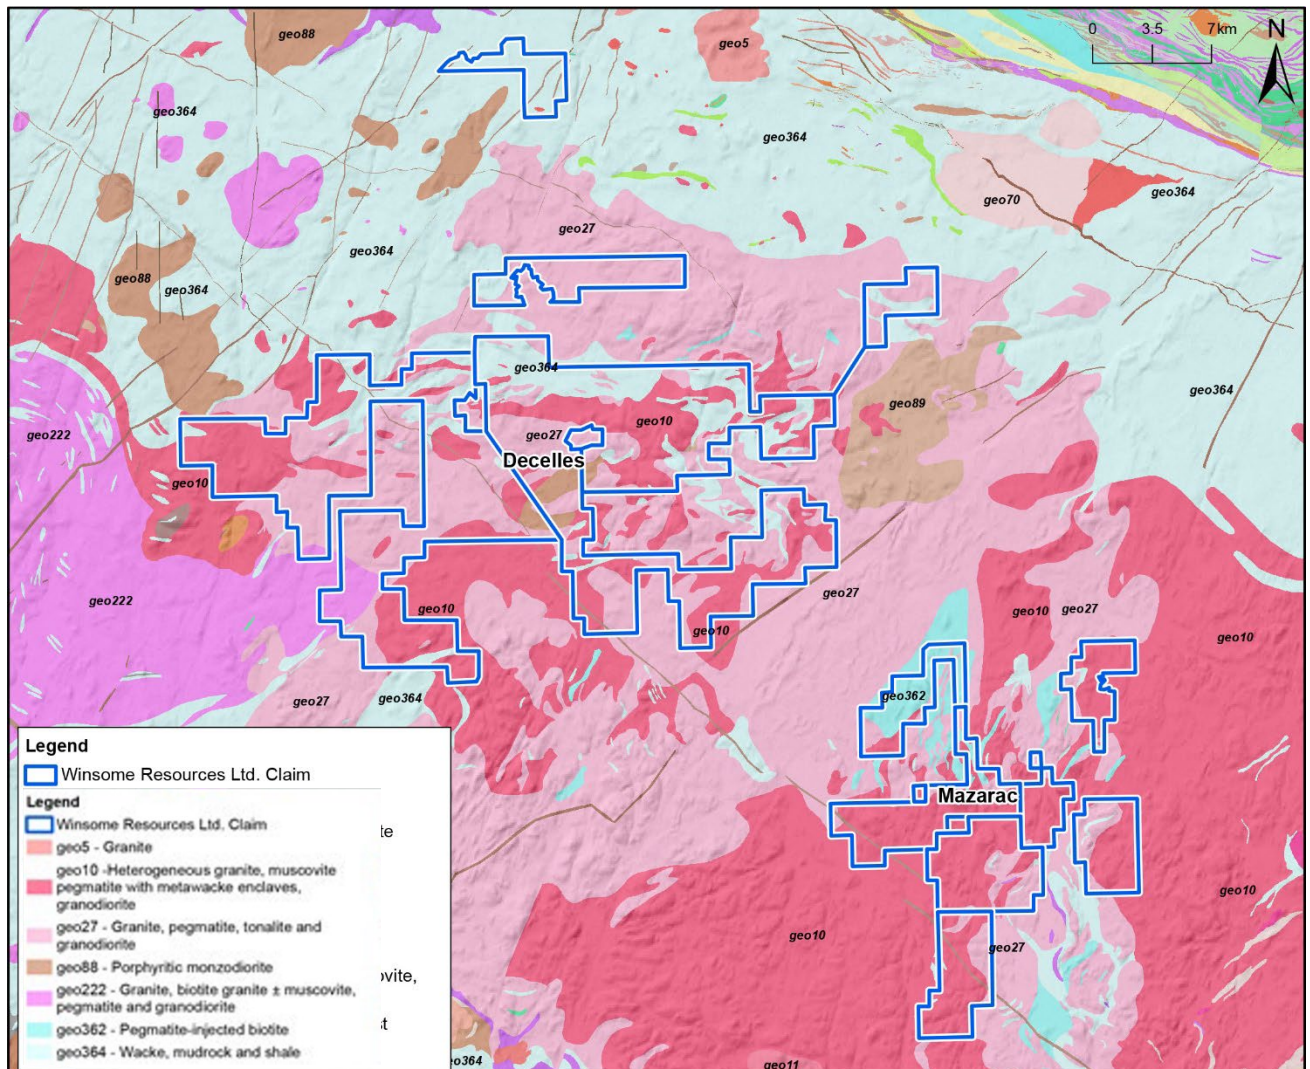 geo88
geo5
0 3.5 7km
N
geo364
geo364
geo364
geo70
geo27
geo364
geo88
geo364
geo364
geo364
geo89
geo10
geo27
geo222
Decelles
geo10
geo27
geo222
geo10
geo10
geo10
geo27
geo10
geo362
geo27
geo364
Mazarac
geo10
geo10
geo27
geo364
geo11
Legend
Winsome Resources Ltd. Claim
Legend
Winsome Resources Ltd. Claim
geo5 - Granite
geo10 -Heterogeneous granite, muscovite
pegmatite with metawacke enclaves,
granodiorite
geo27 - Granite, pegmatite, tonalite and
granodiorite
geo88 - Porphyritic monzodiorite
geo222 - Granite, biotite granite ± muscovite,
pegmatite and granodiorite
geo362 - Pegmatite-injected biotite
geo364 - Wacke, mudrock and shale